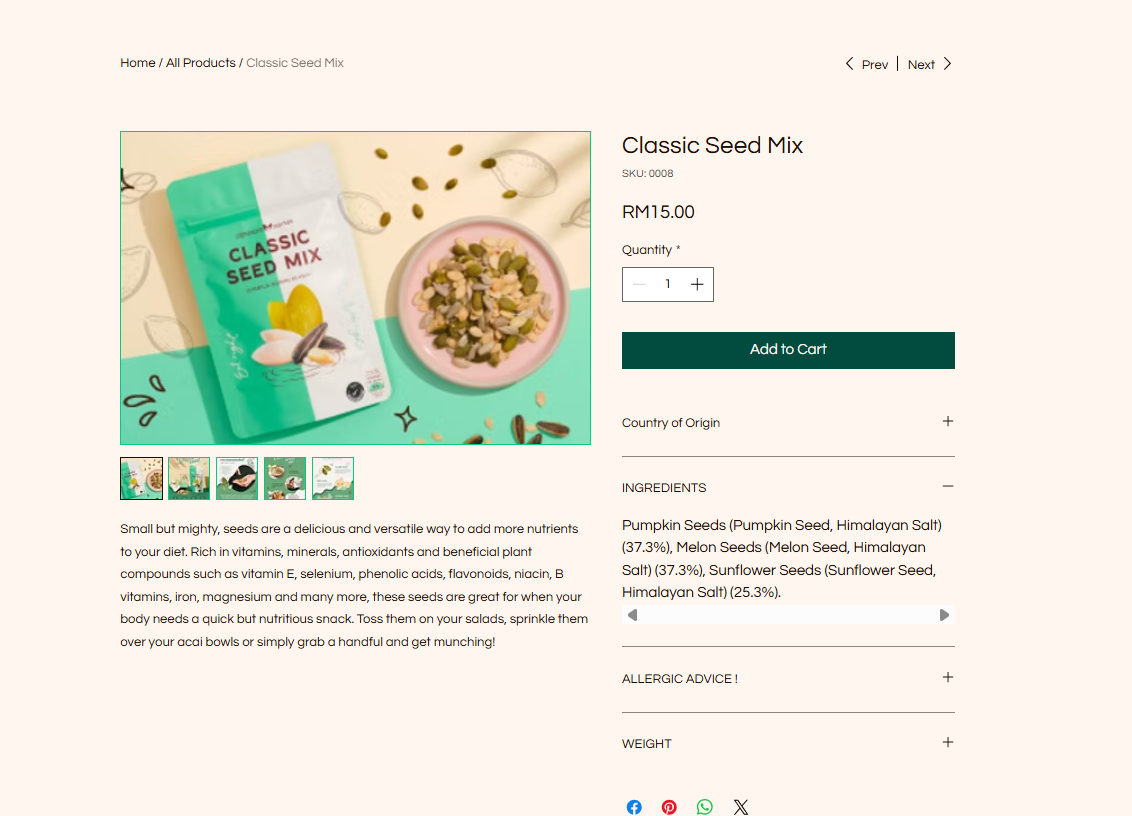 Home / All Products / Classic Seed Mix
Prev | Next
CLASSIC
SEED MIX
Classic Seed Mix
SKU: 0008
RM15.00
Quantity *
1
Add to Cart
Country of Origin
INGREDIENTS
Pumpkin Seeds (Pumpkin Seed, Himalayan Salt)
(37.3%), Melon Seeds (Melon Seed, Himalayan
Salt) (37.3%), Sunflower Seeds (Sunflower Seed,
Himalayan Salt) (25.3%).
ALLERGIC ADVICE !
WEIGHT
Small but mighty, seeds are a delicious and versatile way to add more nutrients
to your diet. Rich in vitamins, minerals, antioxidants and beneficial plant
compounds such as vitamin E, selenium, phenolic acids, flavonoids, niacin, B
vitamins, iron, magnesium and many more, these seeds are great for when your
body needs a quick but nutritious snack. Toss them on your salads, sprinkle them
over your acai bowls or simply grab a handful and get munching!